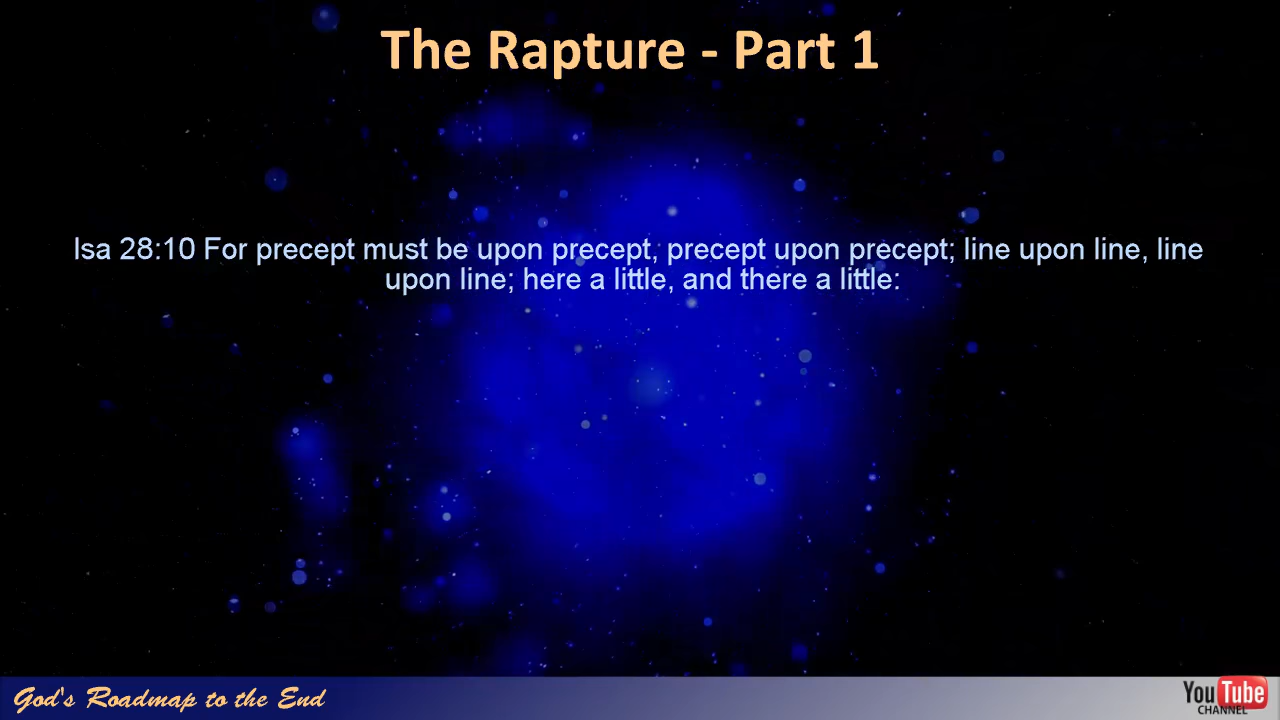 The Rapture - Part 1
Isa 28:10 For precept must be upon precept, precept upon precept; line upon line, line
upon line; here a little, and there a little:
God's Roadmap to the End
YouTube
CHANNEL